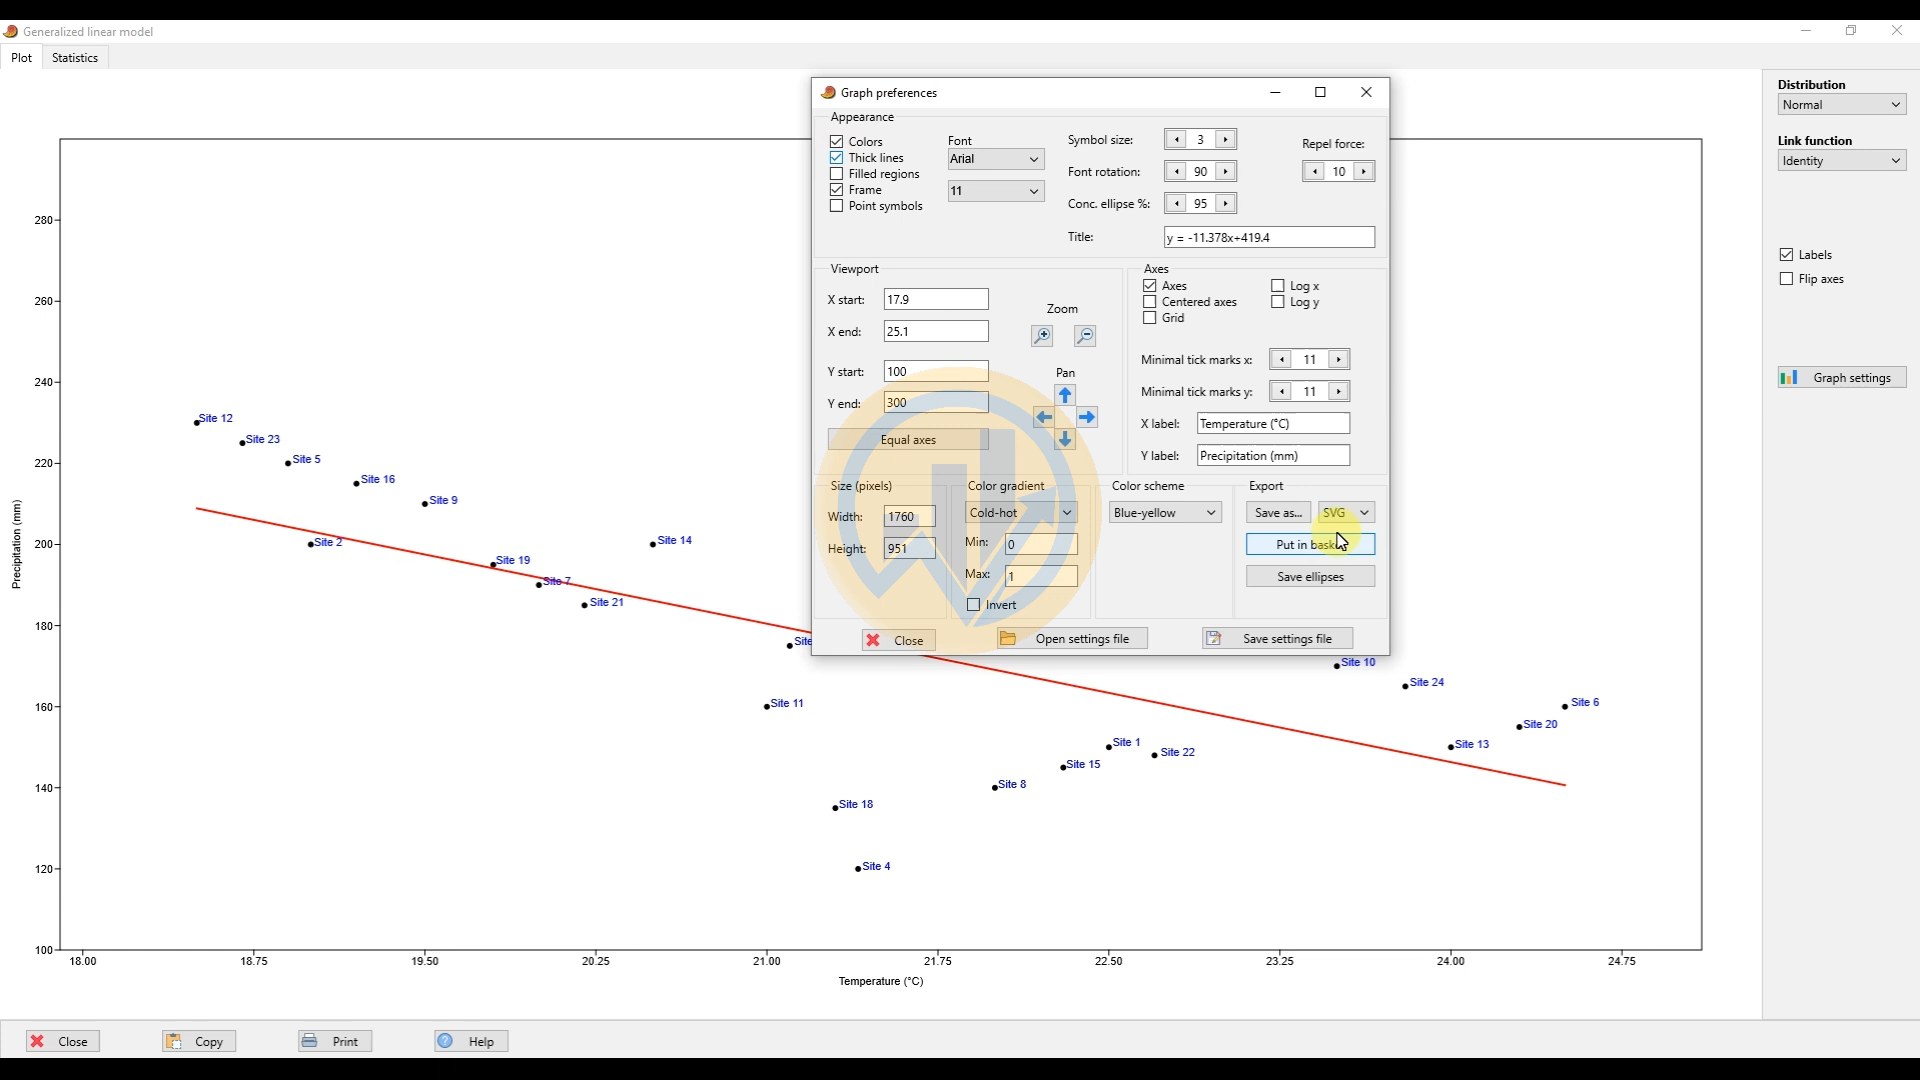 Generalized linear model
Plot Statistics
Distribution
Normal
Link function
Identity
Labels
Flip axes
Graph settings
Graph preferences
Appearance
Colors
Thick lines
Filled regions
Frame
Point symbols
Font
Arial
11
Symbol size: 3
Font rotation: 90
Conc. ellipse %: 95
Title: y = -11.378x+419.4
Repel force:
10
Viewport
X start: 17.9
X end: 25.1
Y start: 100
Y end: 300
Equal axes
Zoom
Pan
Axes
Axes
Centered axes
Grid
Log x
Log y
Minimal tick marks x: 11
Minimal tick marks y: 11
X label: Temperature (°C)
Y label: Precipitation (mm)
Size (pixels)
Width: 1760
Height: 951
Color gradient
Cold-hot
Min: 0
Max: 1
Invert
Color scheme
Blue-yellow
Export
Save as... SVG
Put in
Save ellipses
Close Open settings file Save settings file
280
260
240
220
200
180
160
140
120
100
Precipitation (mm)
Site 12
Site 23
Site 5
Site 16
Site 9
Site 2
Site 14
Site 19
Site 7
Site 21
Site
Site 10
Site 24
Site 11
Site 6
Site 20
Site 1
Site 13
Site 22
Site 15
Site 8
Site 18
Site 4
18.00 18.75 19.50 20.25 21.00 21.75 22.50 23.25 24.00 24.75
Temperature (°C)
Close Copy Print Help